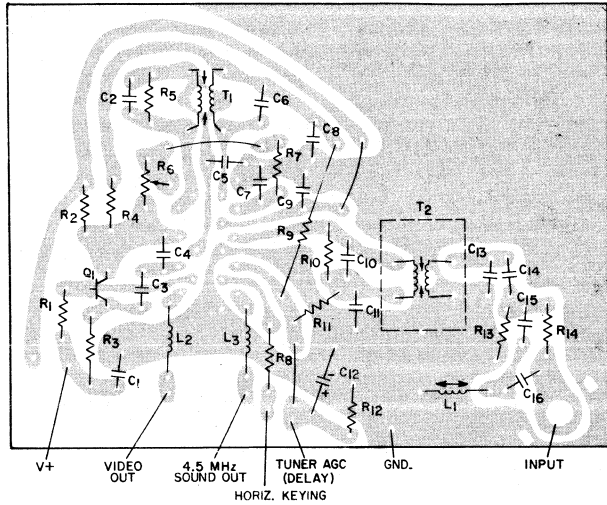 C2
R5
T1
C6
C8
R6
C5
R7
C7
C9
R2
R4
R9
T2
C4
R10
C10
C13
C14
Q1
C3
R1
R11
C11
C15
R13
R14
R3
L2
L3
R8
C1
C12
-
+
R12
L1
C16
V+
VIDEO
OUT
4.5 MHz
SOUND OUT
HORIZ. KEYING
TUNER AGC
(DELAY)
GND.
INPUT